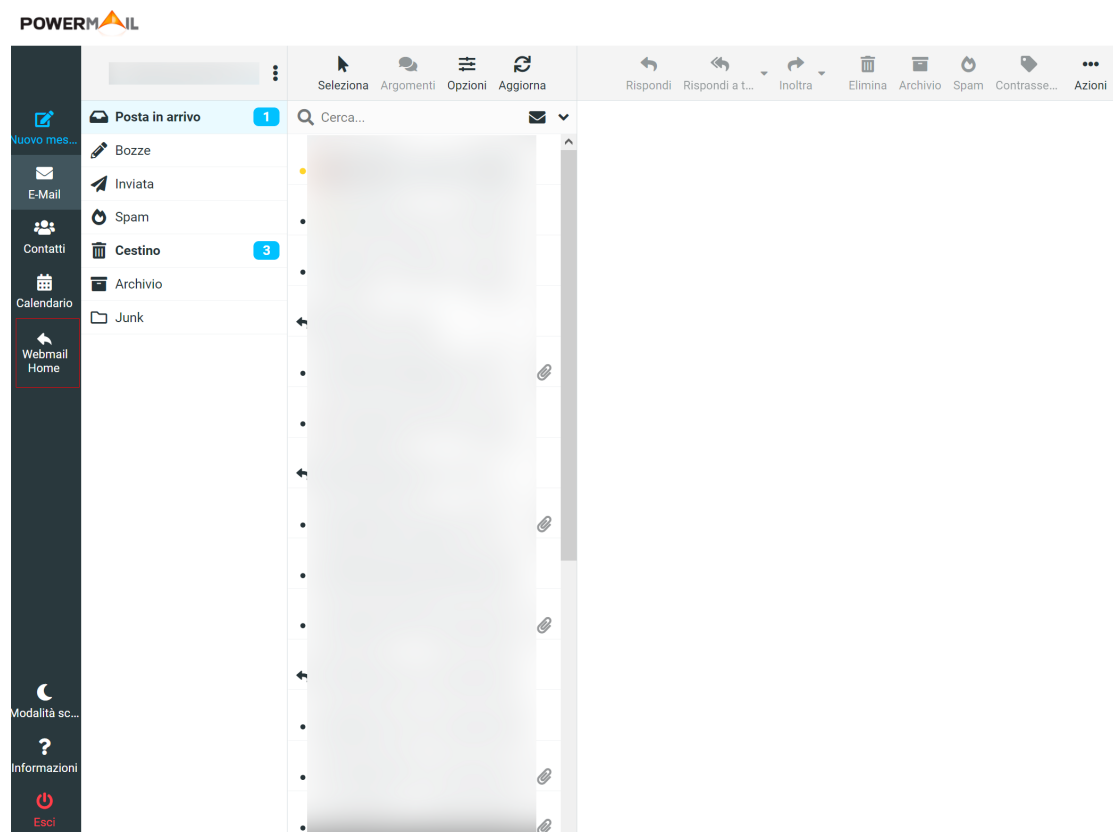 POWERMAIL
Seleziona Argomenti Opzioni Aggiorna Rispondi Rispondi a t... Inoltra Elimina Archivio Spam Contrasse... Azioni
Nuovo mes...
E-Mail
Contatti
Calendario
Webmail
Home
Modalità sc...
Informazioni
Esci
Posta in arrivo 1
Bozze
Inviata
Spam
Cestino 3
Archivio
Junk
Cerca...